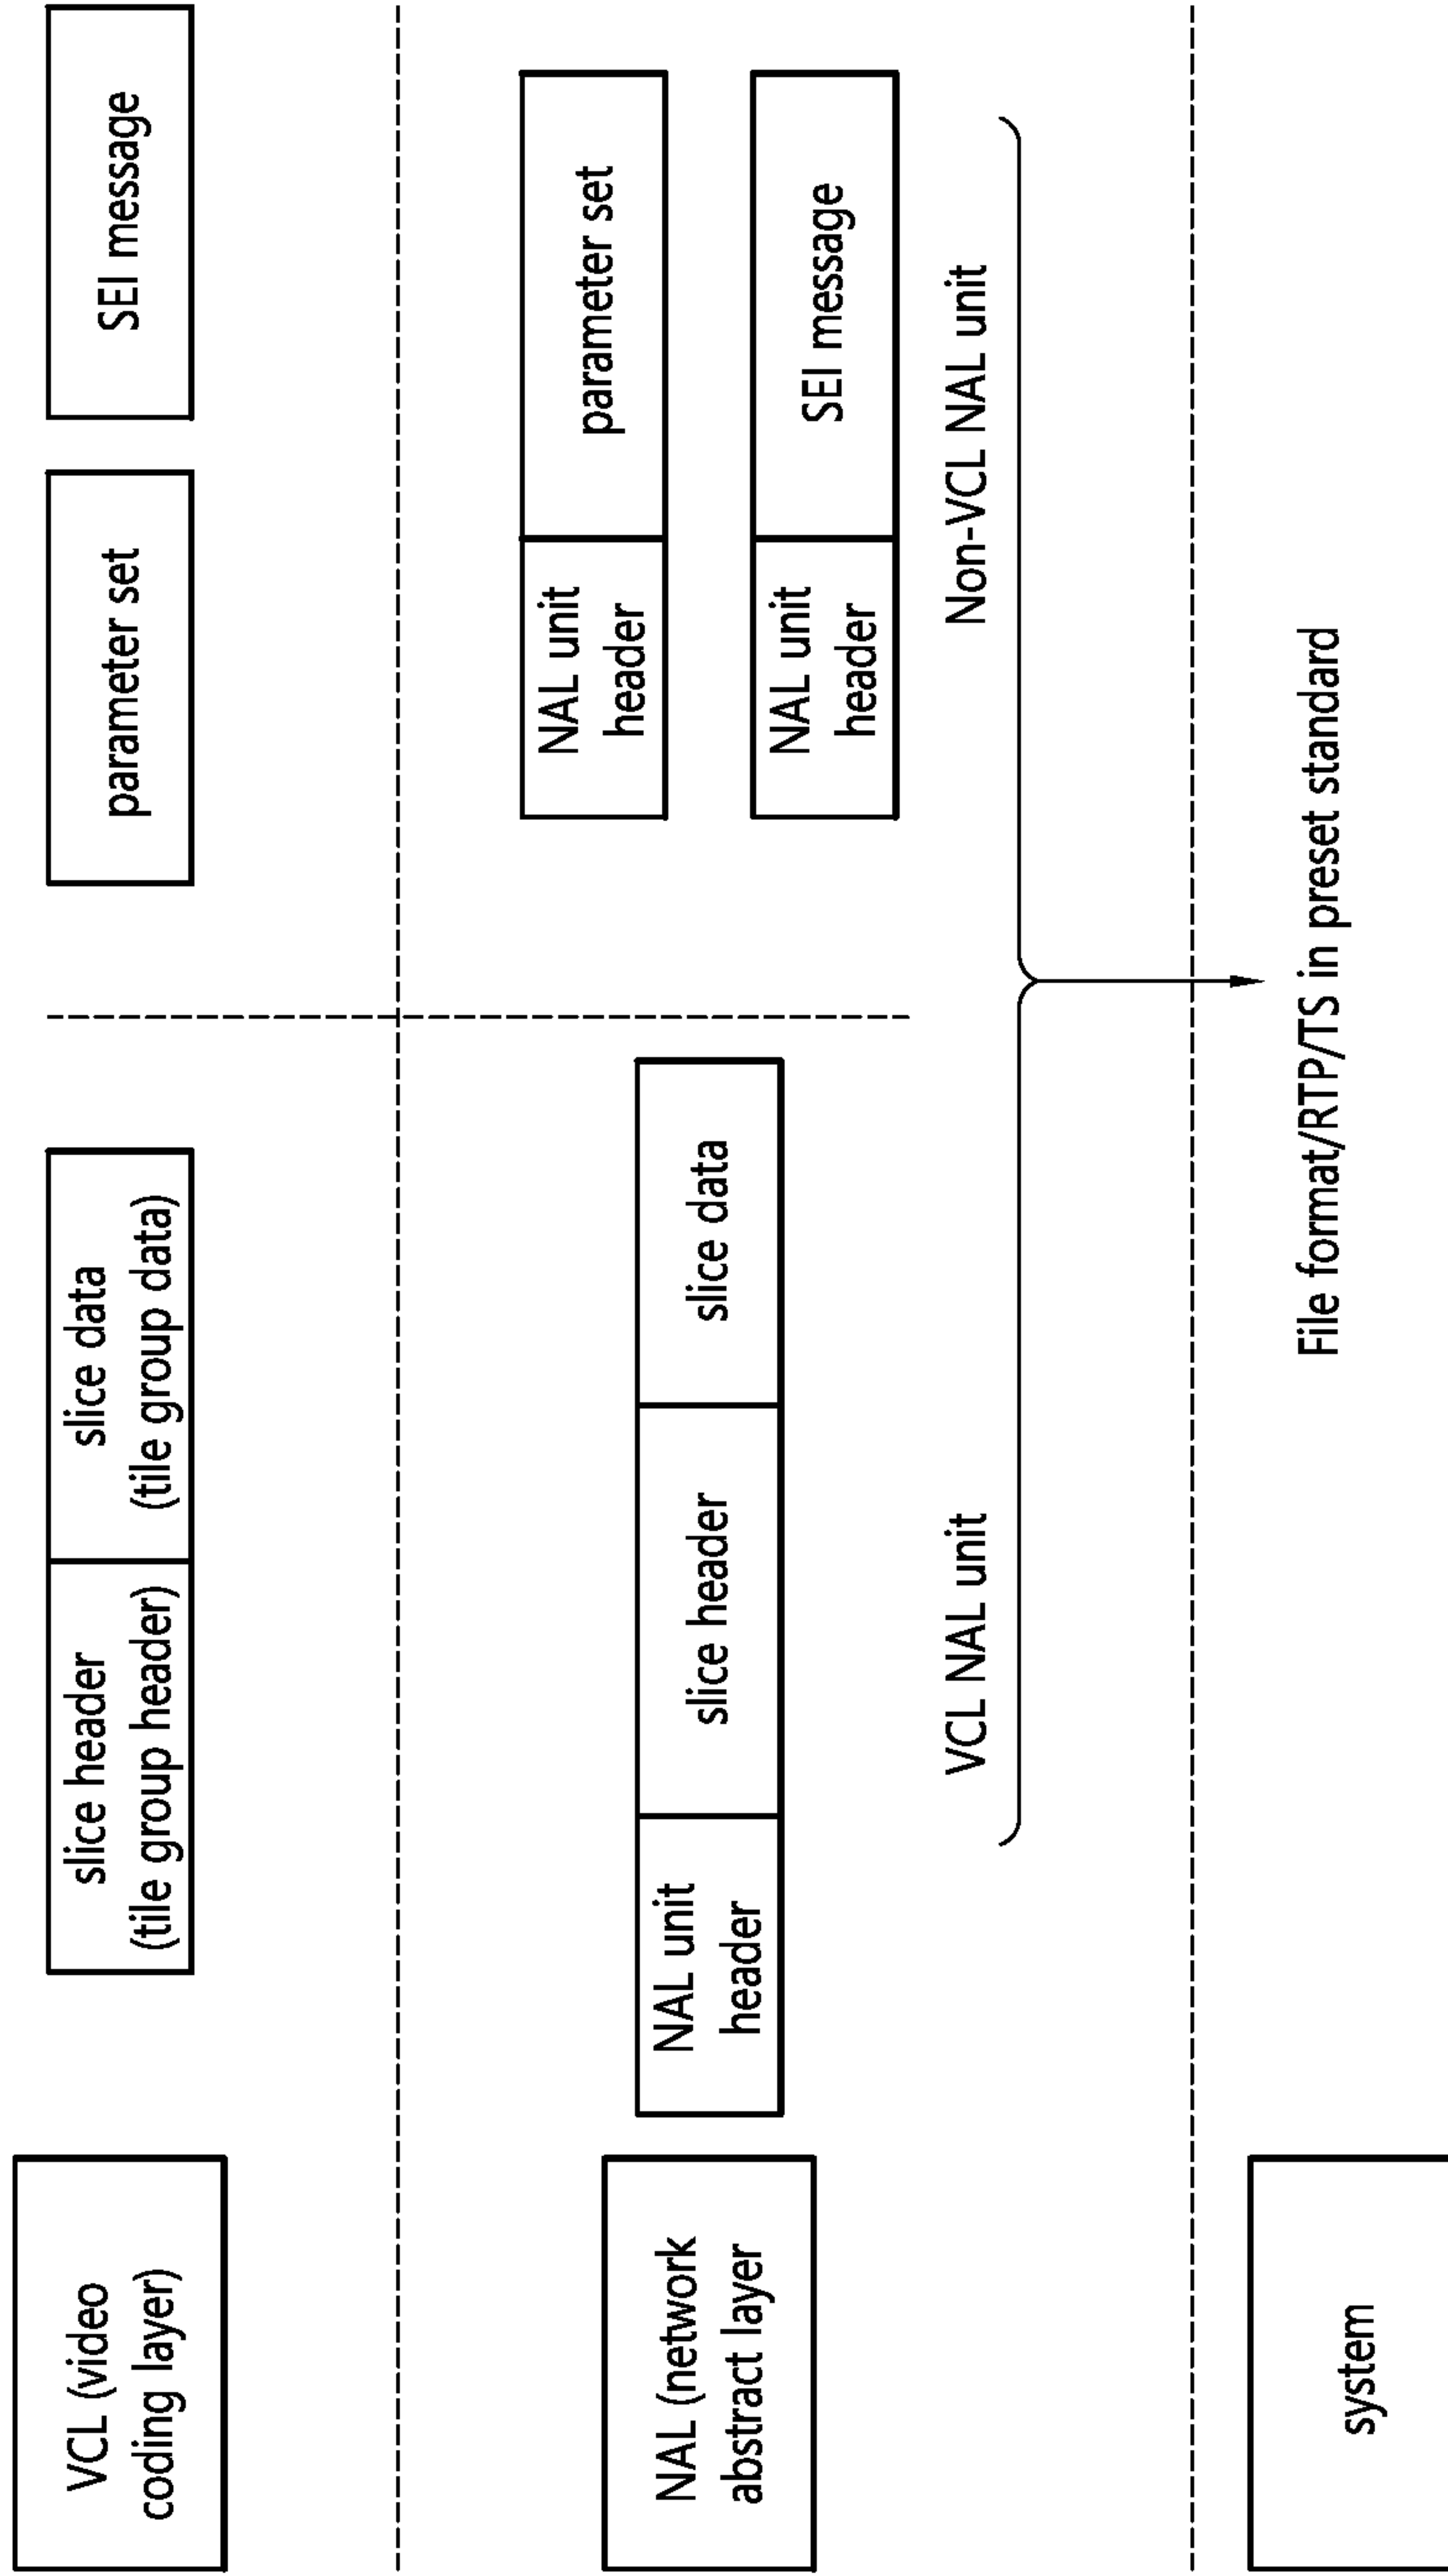 VCL (video
coding layer)
slice header
(tile group header)
slice data
(tile group data)
parameter set
SEI message
NAL (network
abstract layer)
NAL unit
header
slice header
slice data
NAL unit
header
parameter set
NAL unit
header
SEI message
VCL NAL unit
Non-VCL NAL unit
system
File format/RTP/TS in preset standard